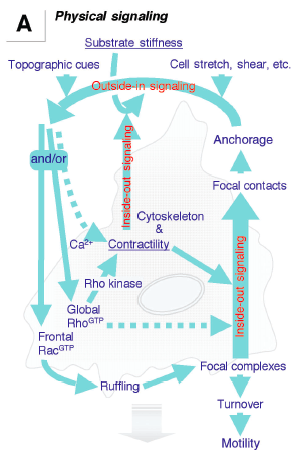 A
Physical signaling
Substrate stiffness
Topographic cues
Cell stretch, shear, etc.
Outside-in signaling
Anchorage
and/or
Inside-out signaling
Focal contacts
Cytoskeleton
&
Ca2+
Contractility
Inside-out signaling
Rho kinase
Global
RhoGTP
Frontal
RacGTP
Focal complexes
Ruffling
Turnover
Motility